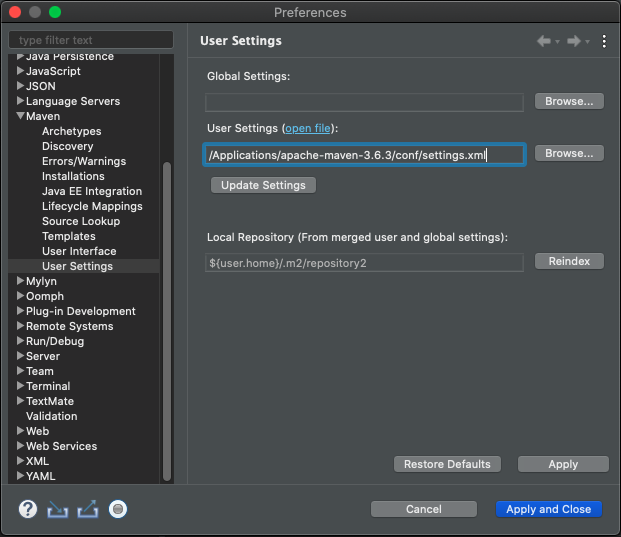 Preferences
type filter text
Java Persistence
JavaScript
JSON
Language Servers
Maven
Archetypes
Discovery
Errors/Warnings
Installations
Java EE Integration
Lifecycle Mappings
Source Lookup
Templates
User Interface
User Settings
Mylyn
Oomph
Plug-in Development
Remote Systems
Run/Debug
Server
Team
Terminal
TextMate
Validation
Web
Web Services
XML
YAML
User Settings
Global Settings:
Browse...
User Settings (open file):
/Applications/apache-maven-3.6.3/conf/settings.xml
Browse...
Update Settings
Local Repository (From merged user and global settings):
${user.home}/.m2/repository2
Reindex
Restore Defaults
Apply
?
Cancel
Apply and Close